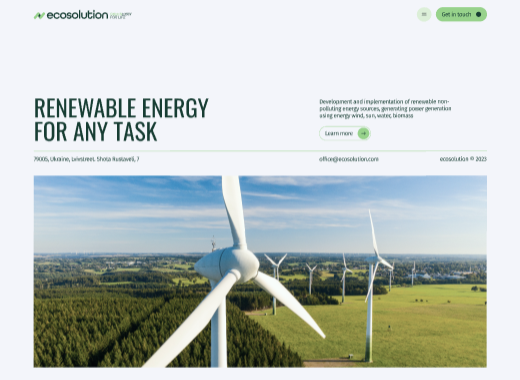 ecosolution
Get in touch
RENEWABLE ENERGY
FOR ANY TASK
Development and implementation of renewable non-
polluting energy sources, generating power generation
using energy wind, sun, water, biomass
Learn more
79005, Ukraine, Lvivstreet. Shota Rustaveli, 7
office@ecosolution.com
ecosolution © 2023